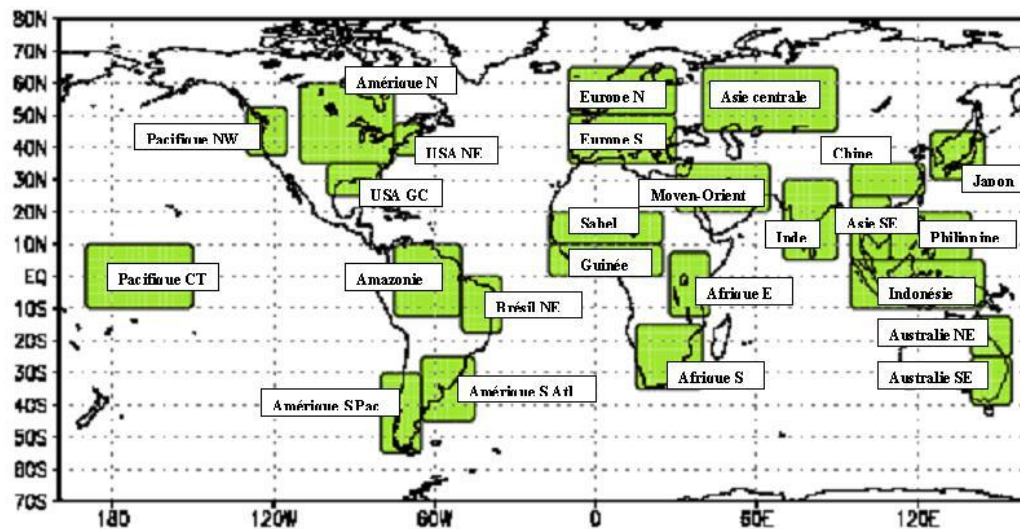 80N
70N
60N
50N
40N
30N
20N
10N
EQ
10S
20S
30S
40S
50S
60S
70S
Amérique N
Europe N
Asie centrale
Pacifique NW
USA NE
Europe S
Chine
Japon
USA GC
Moyen-Orient
Sahel
Inde
Asie SE
Philippine
Pacifique CT
Amazonie
Guinée
Afrique E
Indonésie
Brésil NE
Australie NE
Afrique S
Australie SE
Amérique S Pac
Amérique S Atl
180
120W
60W
0
60E
120E